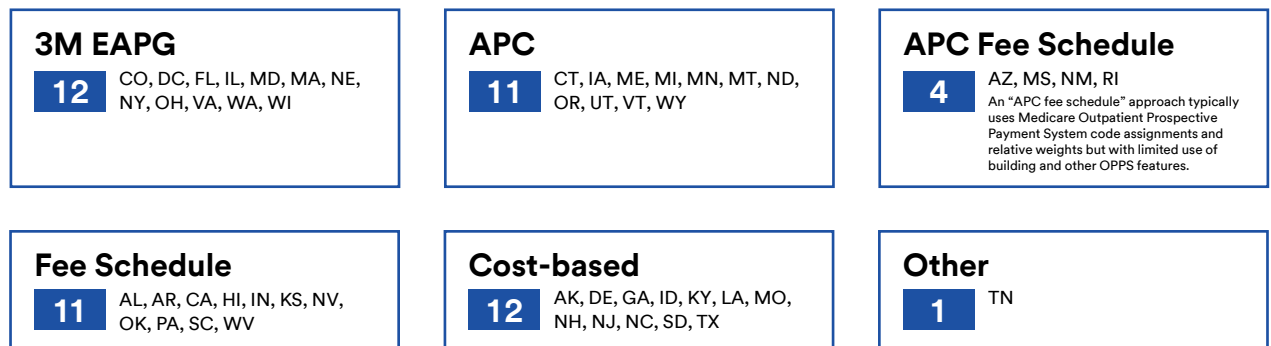 3M EAPG
12
CO, DC, FL, IL, MD, MA, NE,
NY, OH, VA, WA, WI
APC
11
CT, IA, ME, MI, MN, MT, ND,
OR, UT, VT, WY
APC Fee Schedule
4
AZ, MS, NM, RI
An “APC fee schedule” approach typically
uses Medicare Outpatient Prospective
Payment System code assignments and
relative weights but with limited use of
building and other OPPS features.
Fee Schedule
11
AL, AR, CA, HI, IN, KS, NV,
OK, PA, SC, WV
Cost-based
12
AK, DE, GA, ID, KY, LA, MO,
NH, NJ, NC, SD, TX
Other
1
TN